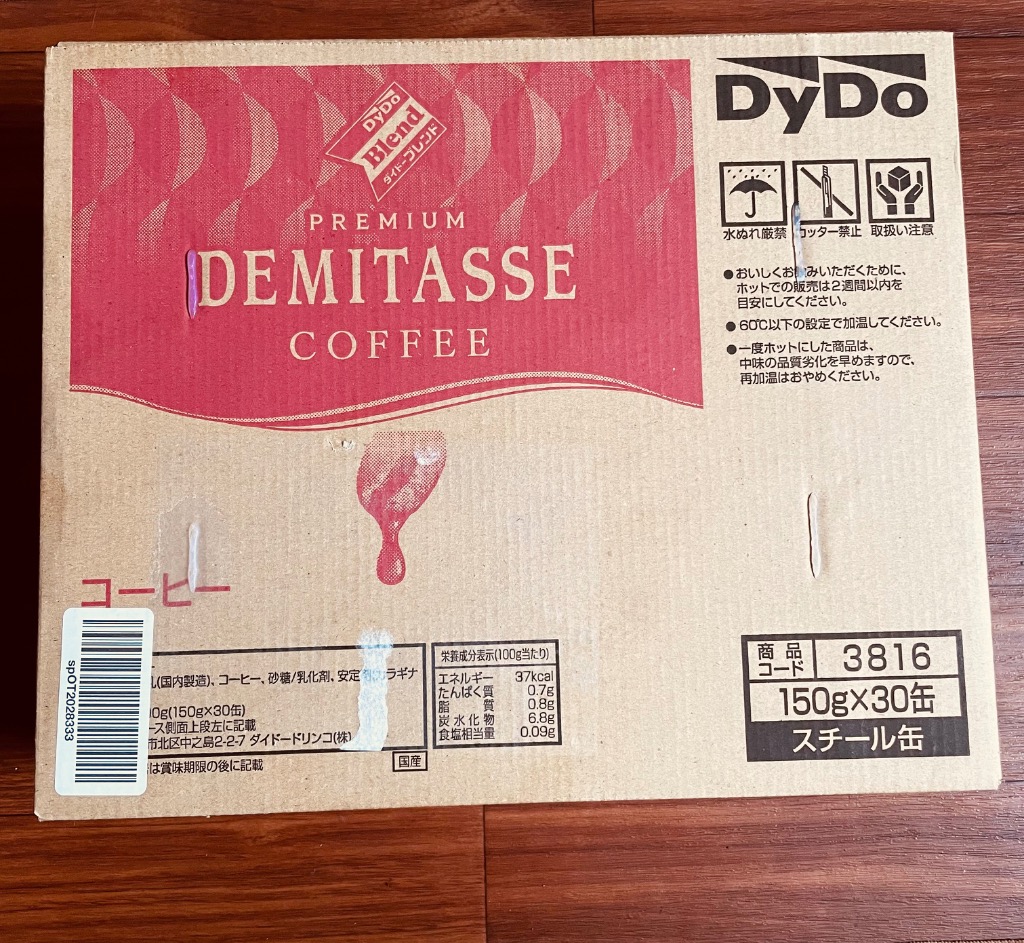 DyDo
Blend
ダイドーブレンド
PREMIUM
DEMITASSE
COFFEE
DyDo
水ぬれ厳禁
カッター禁止
取扱い注意
●おいしくお飲みいただくために、
ホットでの販売は2週間以内を
目安にしてください。
●60℃以下の設定で加温してください。
●一度ホットにした商品は、
中味の品質劣化を早めますので、
再加温はおやめください。
コーヒー
spOT2028333
(国内製造)、コーヒー、砂糖/乳化剤、安定 カラギナ
0g(150g×30缶)
ース側面上段左に記載
市北区中之島2-2-7 ダイドードリンコ(株)
は賞味期限の後に記載
国産
栄養成分表示(100g当たり)
エネルギー 37kcal
たんぱく質 0.7g
脂質 0.8g
炭水化物 6.8g
食塩相当量 0.09g
商品
コード
3816
150g×30缶
スチール缶